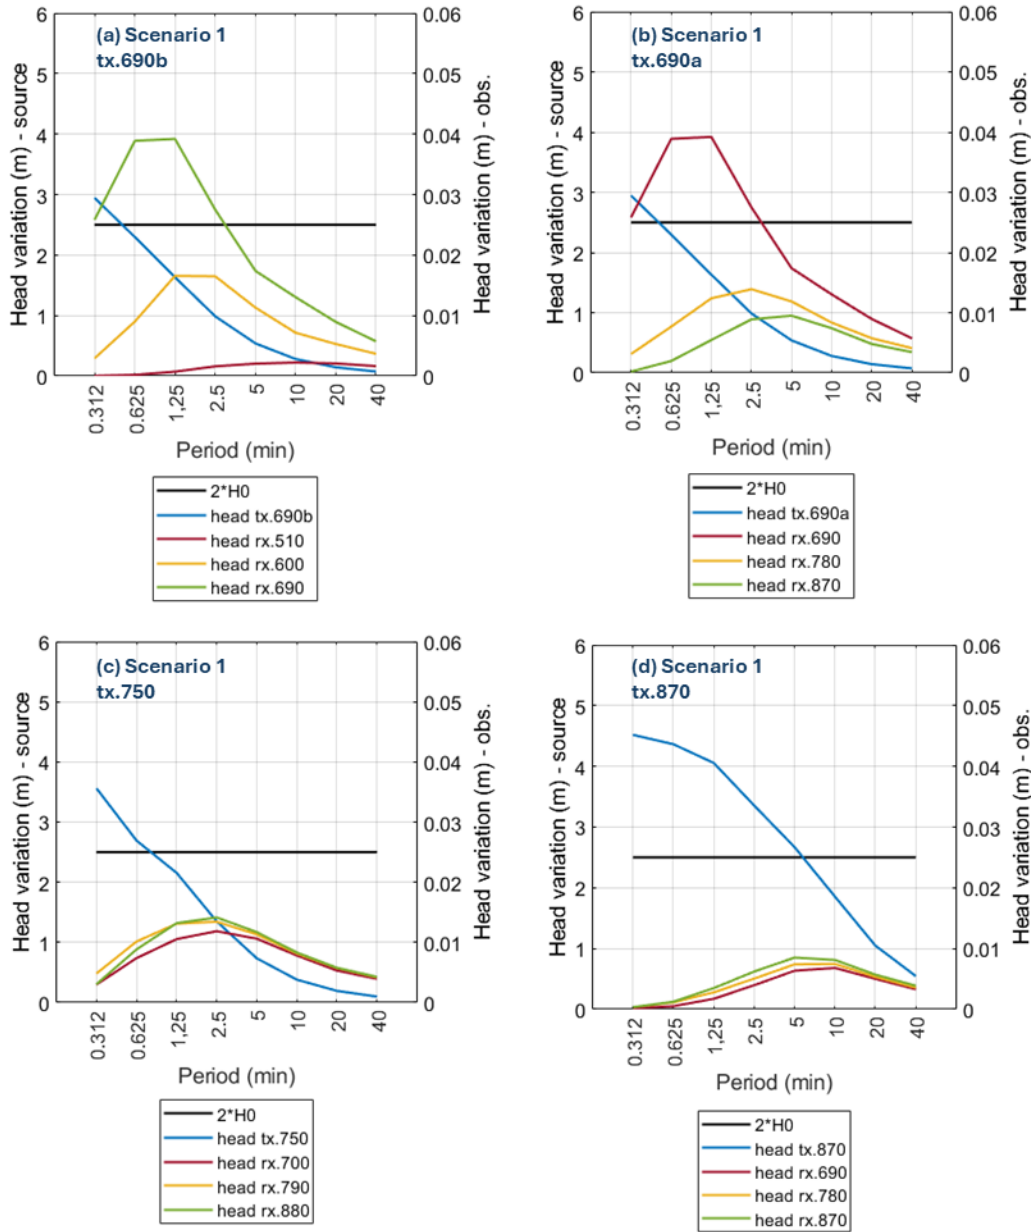 (a) Scenario 1
tx.690b
Head variation (m) - source
6
5
4
3
2
1
0
0.06
0.05
0.04
0.03
0.02
0.01
0
Head variation (m) - obs.
0.312
0.625
1,25
2.5
5
10
20
40
Period (min)
2*H0
head tx.690b
head rx.510
head rx.600
head rx.690
(b) Scenario 1
tx.690a
Head variation (m) - source
6
5
4
3
2
1
0
0.06
0.05
0.04
0.03
0.02
0.01
0
Head variation (m) - obs.
0.312
0.625
1,25
2.5
5
10
20
40
Period (min)
2*H0
head tx.690a
head rx.690
head rx.780
head rx.870
(c) Scenario 1
tx.750
Head variation (m) - source
6
5
4
3
2
1
0
0.06
0.05
0.04
0.03
0.02
0.01
0
Head variation (m) - obs.
0.312
0.625
1,25
2.5
5
10
20
40
Period (min)
2*H0
head tx.750
head rx.700
head rx.790
head rx.880
(d) Scenario 1
tx.870
Head variation (m) - source
6
5
4
3
2
1
0
0.06
0.05
0.04
0.03
0.02
0.01
0
Head variation (m) - obs.
0.312
0.625
1,25
2.5
5
10
20
40
Period (min)
2*H0
head tx.870
head rx.690
head rx.780
head rx.870